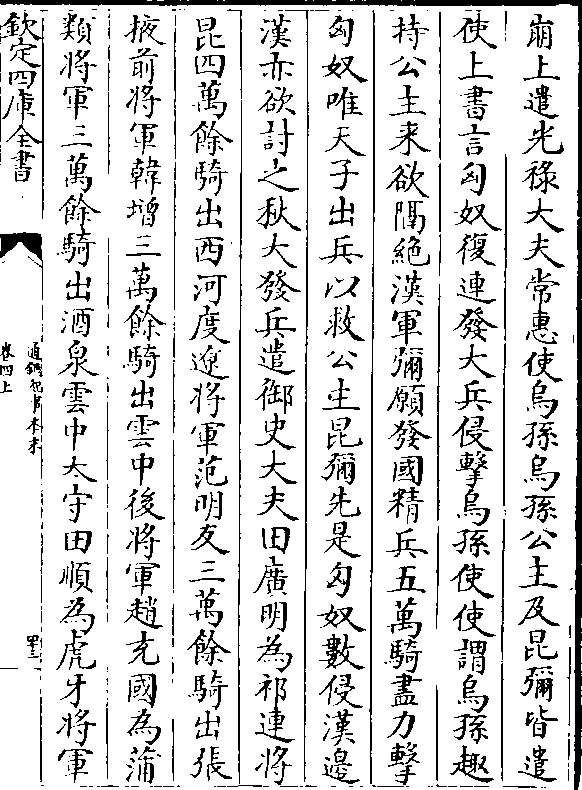 崩上遣光祿大夫常惠使烏孫烏孫公主及昆彌皆遣
使上書言匈奴復連發大兵侵擊烏孫使使謂烏孫趣
持公主来欲隔絶漢軍彌願發國精兵五萬騎盡力擊
匈奴唯天子出兵以救公主昆彌先是匈奴數侵漢邉
漢亦欲討之秋大發兵遣御史大夫田廣明為祁連將
昆四萬餘騎出西河度遼將軍范明友三萬餘騎出張
掖前將軍韓增三萬餘騎出雲中後將軍趙充國為蒲
類將軍三萬餘騎出酒泉雲中太守田順為虎牙將軍
欽定四庫全書
通鑑紀事本末
卷四上